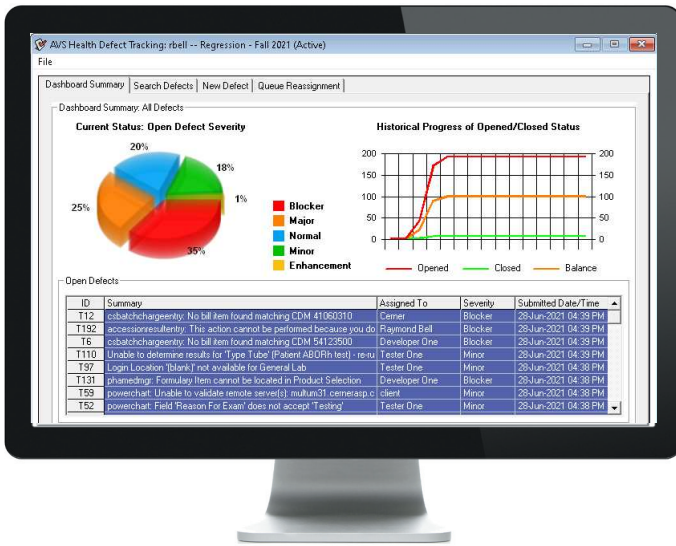 AVS Health Defect Tracking: rbell -- Regression - Fall 2021 (Active)
File
Dashboard Summary Search Defects New Defect Queue Reassignment
Dashboard Summary: All Defects
Current Status: Open Defect Severity
20%
18%
1%
25%
35%
Blocker
Major
Normal
Minor
Enhancement
Historical Progress of Opened/Closed Status
200 200
150 150
100 100
50 50
0 0
Opened Closed Balance
Open Defects
ID Summary Assigned To Severity Submitted Date/Time
T12 csbatchchargeentry: No bill item found matching CDM 41060310 Cerner Blocker 28-Jun-2021 04:39 PM
T192 accessionresultentry: This action cannot be performed because you do Raymond Bell Blocker 28-Jun-2021 04:39 PM
T6 csbatchchargeentry: No bill item found matching CDM 54123500 Developer One Blocker 28-Jun-2021 04:39 PM
T110 Unable to determine results for 'Type Tube' (Patient ABORh test) - re-ru Tester One Minor 28-Jun-2021 04:39 PM
T97 Login Location '(blank)' not available for General Lab Tester One Minor 28-Jun-2021 04:39 PM
T131 phamedmgr: Formulary Item cannot be located in Product Selection Developer One Blocker 28-Jun-2021 04:38 PM
T59 powerchart: Unable to validate remote server(s): multum31.cernerasp.c client Minor 28-Jun-2021 04:38 PM
T52 powerchart: Field 'Reason For Exam' does not accept 'Testing' Tester One Minor 28-Jun-2021 04:38 PM